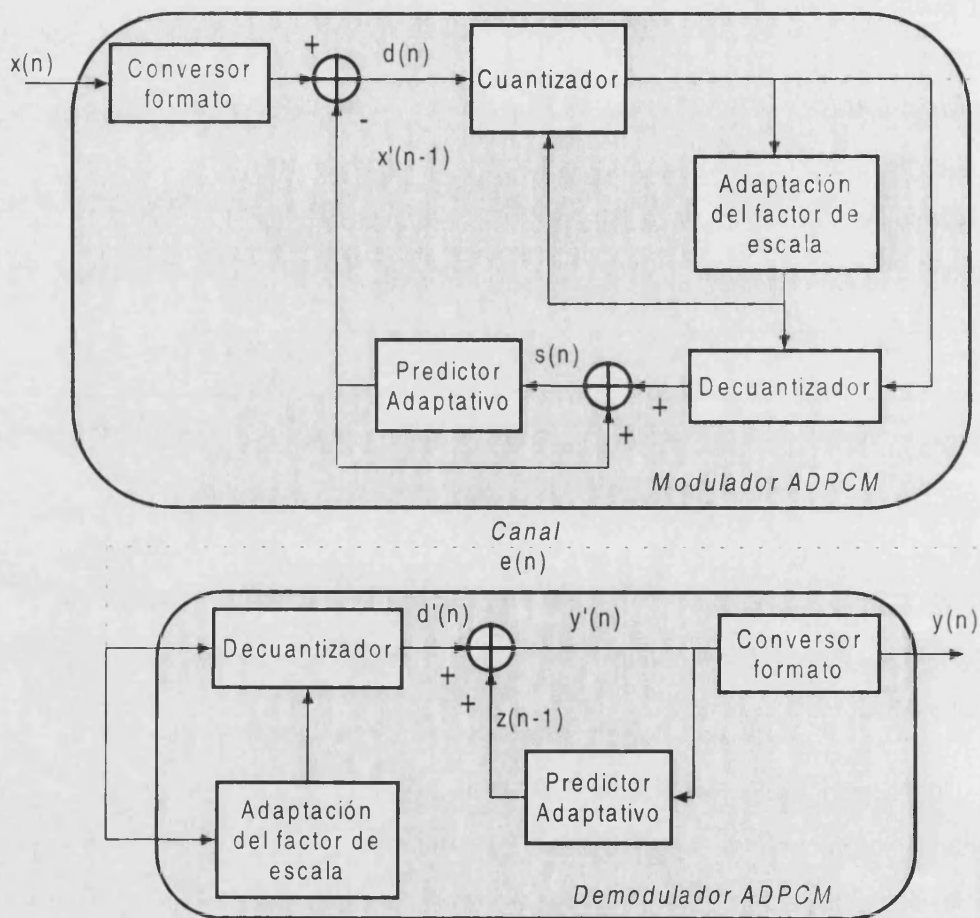 x(n)
Conversor
formato
+
d(n)
-
x'(n-1)
Cuantizador
Adaptación
del factor de
escala
Predictor
Adaptativo
s(n)
+
+
Decuantizador
Modulador ADPCM
Canal
e(n)
Decuantizador
d'(n)
+
+
y'(n)
z(n-1)
Conversor
formato
y(n)
Adaptación
del factor de
escala
Predictor
Adaptativo
Demodulador ADPCM